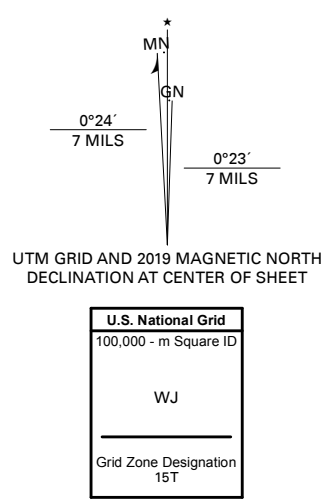 ★
MN
GN
0°24´
7 MILS
0°23´
7 MILS
UTM GRID AND 2019 MAGNETIC NORTH
DECLINATION AT CENTER OF SHEET
U.S. National Grid
100,000 - m Square ID
WJ
Grid Zone Designation
15T